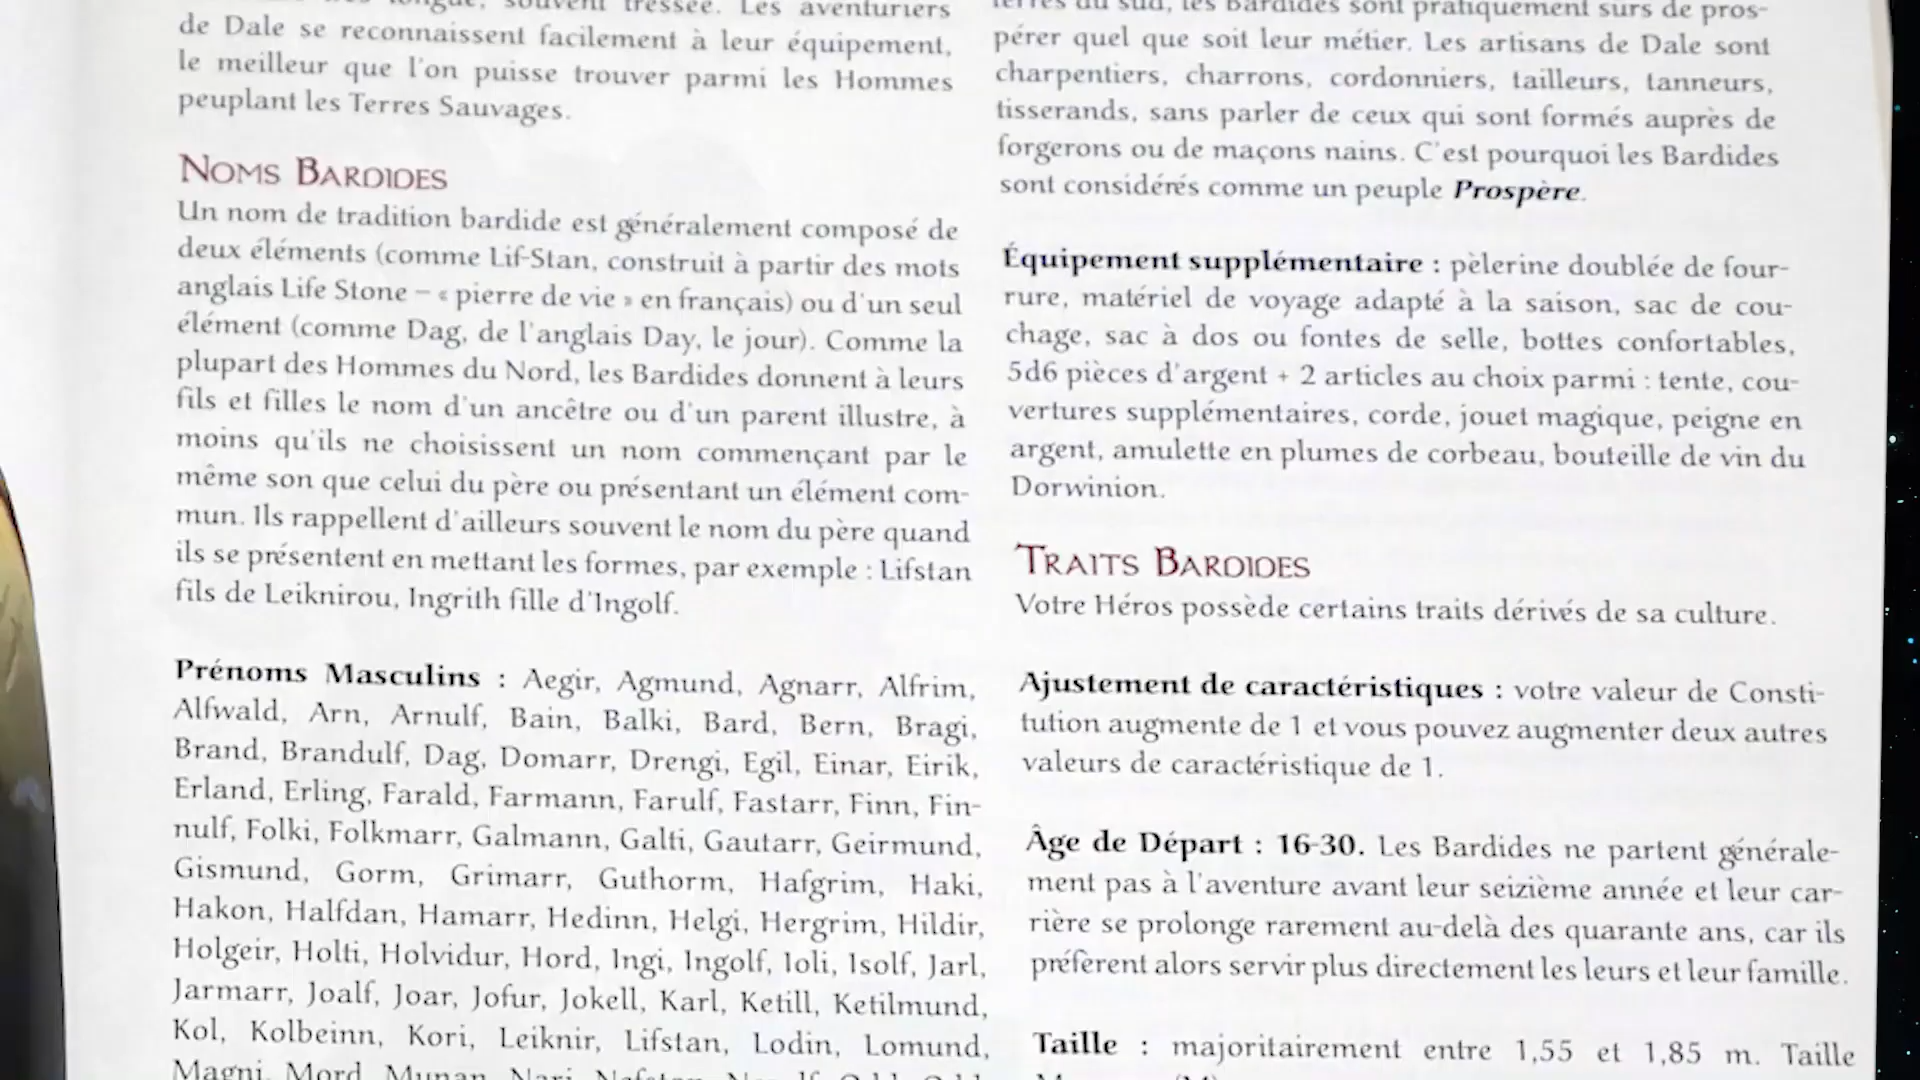 longue, souvent tressée. Les aventuriers
de Dale se reconnaissent facilement à leur équipement,
le meilleur que l'on puisse trouver parmi les Hommes
peuplant les Terres Sauvages.
NOMS BARDIDES
Un nom de tradition bardide est généralement composé de
deux éléments (comme Lif-Stan, construit à partir des mots
anglais Life Stone – « pierre de vie » en français) ou d'un seul
élément (comme Dag, de l'anglais Day, le jour). Comme la
plupart des Hommes du Nord, les Bardides donnent à leurs
fils et filles le nom d'un ancêtre ou d'un parent illustre, à
moins qu'ils ne choisissent un nom commençant par le
même son que celui du père ou présentant un élément com-
mun. Ils rappellent d'ailleurs souvent le nom du père quand
ils se présentent en mettant les formes, par exemple : Lifstan
fils de Leiknirou, Ingrith fille d'Ingolf.
Prénoms Masculins : Aegir, Agmund, Agnarr, Alfrim,
Alfwald, Arn, Arnulf, Bain, Balki, Bard, Bern, Bragi,
Brand, Brandulf, Dag, Domarr, Drengi, Egil, Einar, Eirik,
Erland, Erling, Farald, Farmann, Farulf, Fastarr, Finn, Fin-
nulf, Folki, Folkmarr, Galmann, Galti, Gautarr, Geirmund,
Gismund, Gorm, Grimarr, Guthorm, Hafgrim, Haki,
Hakon, Halfdan, Hamarr, Hedinn, Helgi, Hergrim, Hildir,
Holgeir, Holti, Holvidur, Hord, Ingi, Ingolf, Ioli, Isolf, Jarl,
Jarmarr, Joalf, Joar, Jofur, Jokell, Karl, Ketill, Ketilmund,
Kol, Kolbeinn, Kori, Leiknir, Lifstan, Lodin, Lomund,
Magni, Mord, Munan, Nari,
terres du sud, les Bardides sont pratiquement surs de pros-
pérer quel que soit leur métier. Les artisans de Dale sont
charpentiers, charrons, cordonniers, tailleurs, tanneurs,
tisserands, sans parler de ceux qui sont formés auprès de
forgerons ou de maçons nains. C'est pourquoi les Bardides
sont considérés comme un peuple Prospère.
Équipement supplémentaire : pèlerine doublée de four-
rure, matériel de voyage adapté à la saison, sac de cou-
chage, sac à dos ou fontes de selle, bottes confortables,
5d6 pièces d'argent + 2 articles au choix parmi : tente, cou-
vertures supplémentaires, corde, jouet magique, peigne en
argent, amulette en plumes de corbeau, bouteille de vin du
Dorwinion.
TRAITS BARDIDES
Votre Héros possède certains traits dérivés de sa culture.
Ajustement de caractéristiques : votre valeur de Consti-
tution augmente de 1 et vous pouvez augmenter deux autres
valeurs de caractéristique de 1.
Âge de Départ : 16-30. Les Bardides ne partent générale-
ment pas à l'aventure avant leur seizième année et leur car-
rière se prolonge rarement au-delà des quarante ans, car ils
préfèrent alors servir plus directement les leurs et leur famille.
Taille : majoritairement entre 1,55 et 1,85 m. Taille